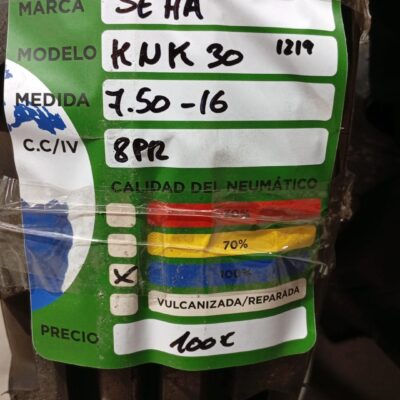 MARCA SEHA
MODELO KNK 30 1219
MEDIDA 7.50-16
C.C/IV 8PR
CALIDAD DEL NEUMÁTICO
70%
100%
X
VULCANIZADA/REPARADA
PRECIO 100€